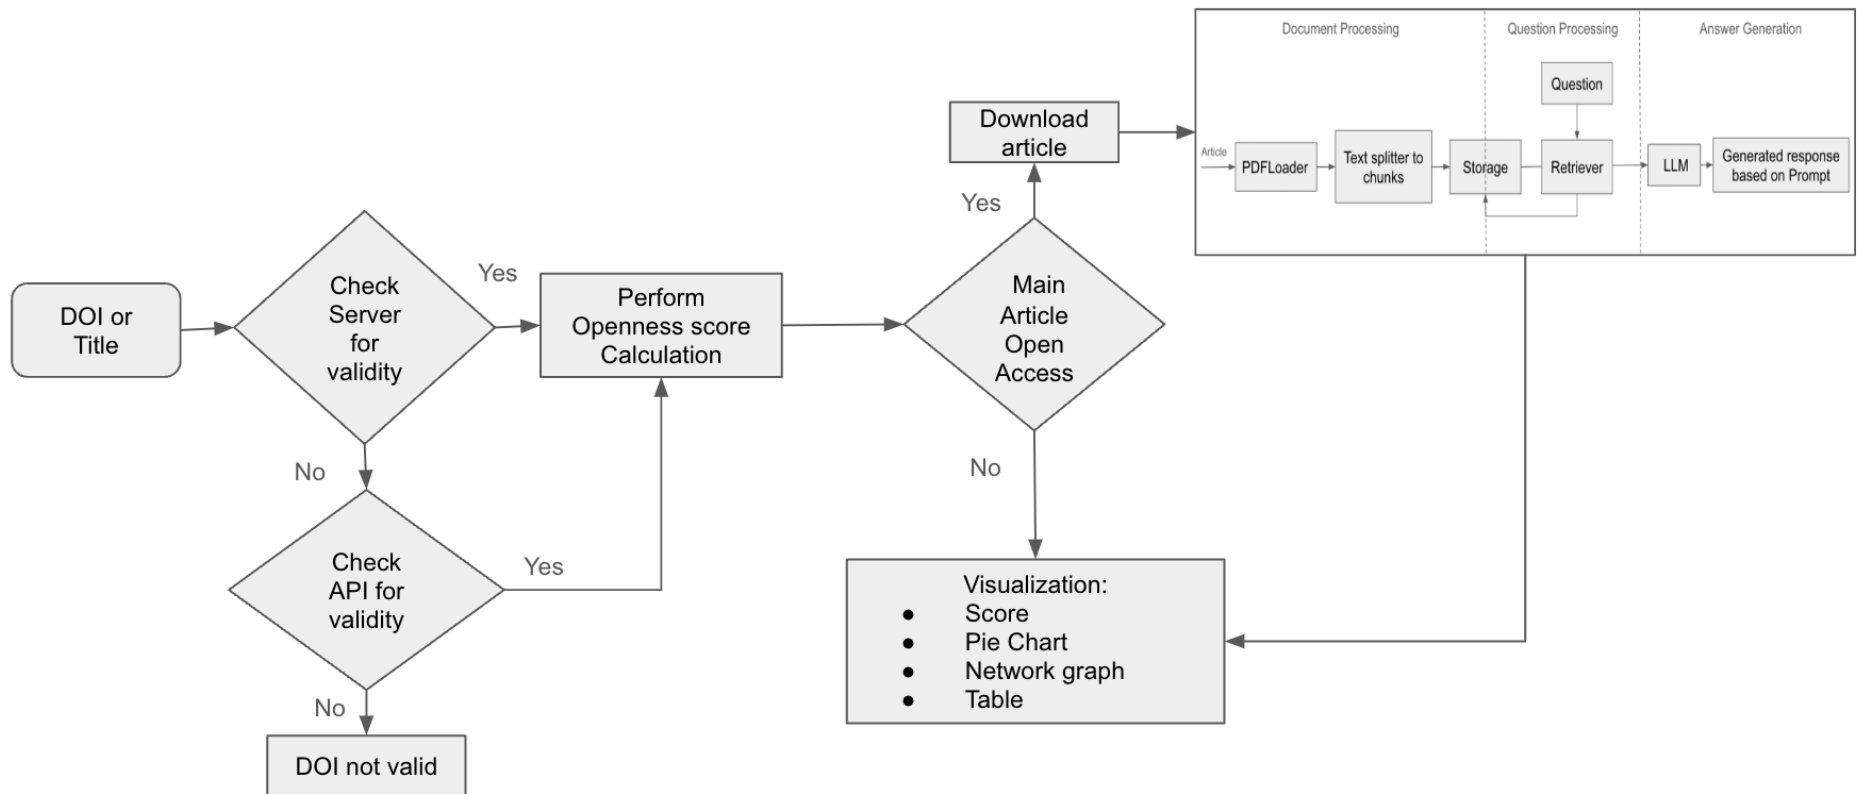 DOI or
Title
Check
Server
for
validity
Yes
No
Check
API for
validity
Yes
No
DOI not valid
Perform
Openness score
Calculation
Main
Article
Open
Access
Yes
No
Download
article
Document Processing
Question Processing
Answer Generation
Article
PDFLoader
Text splitter to
chunks
Storage
Question
Retriever
LLM
Generated response
based on Prompt
Visualization:
● Score
● Pie Chart
● Network graph
● Table